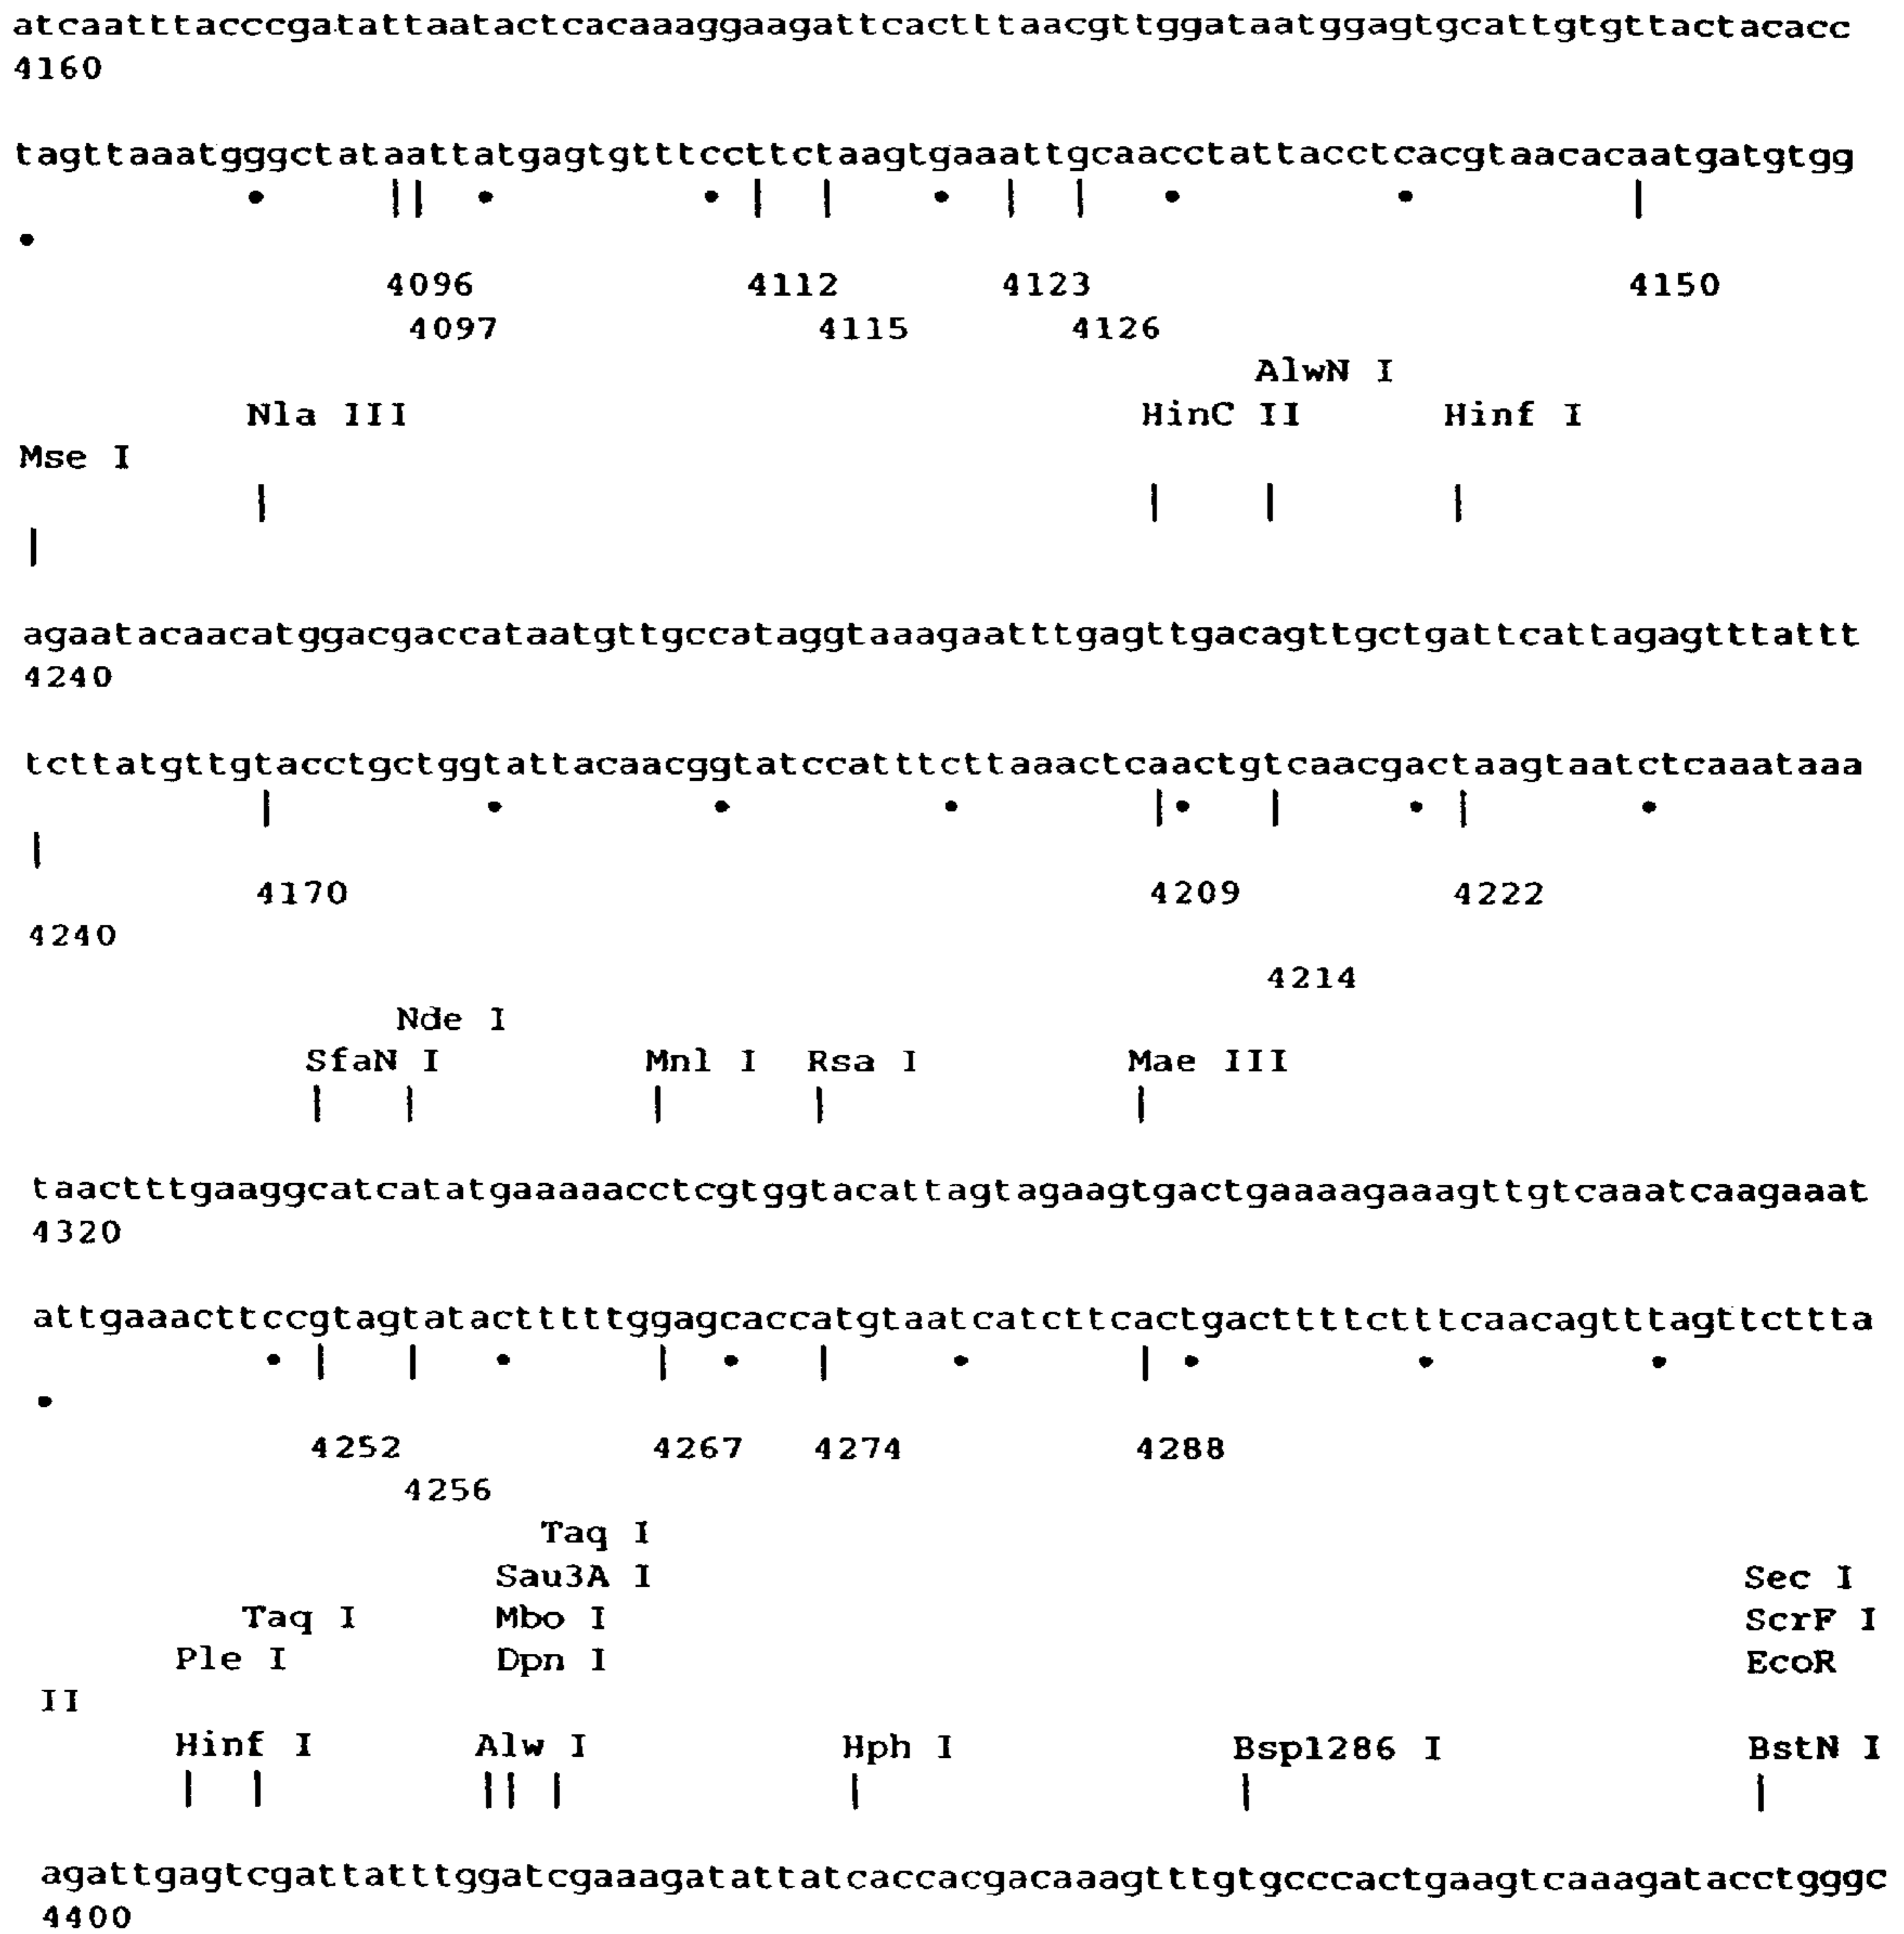 atcaatttacccgatattaatactcacaaaggaagattcactttaacgttggataatggagtgcattgtgttactacacc
4160
tagttaaatgggctataattatgagtgtttccttctaagtgaaattgcaacctattacctcacgtaacacaatgatgtgg
4096 4112 4123 4150
4097 4115 4126
AlwN I
Nla III HinC II Hinf I
Mse I
agaatacaacatggacgaccataatgttgccataggtaaagaatttgagttgacagttgctgattcattagagtttattt
4240
tcttatgttgtacctgctggtattacaacggtatccatttcttaaactcaactgtcaacgactaagtaatctcaaataaa
4170 4209 4222
4240
4214
Nde I
SfaN I Mnl I Rsa I Mae III
taactttgaaggcatcatatgaaaaacctcgtggtacattagtagaagtgactgaaaagaaagttgtcaaatcaagaaat
4320
attgaaacttccgtagtatactttttggagcaccatgtaatcatcttcactgacttttctttcaacagtttagttcttta
4252 4267 4274 4288
4256
Taq I
Sau3A I Sec I
Taq I Mbo I ScrF I
Ple I Dpn I EcoR
II
Hinf I Alw I Hph I Bsp1286 I BstN I
agattgagtcgattatttggatcgaaagatattatcaccacgacaaagtttgtgcccactgaagtcaaagatacctgggc
4400